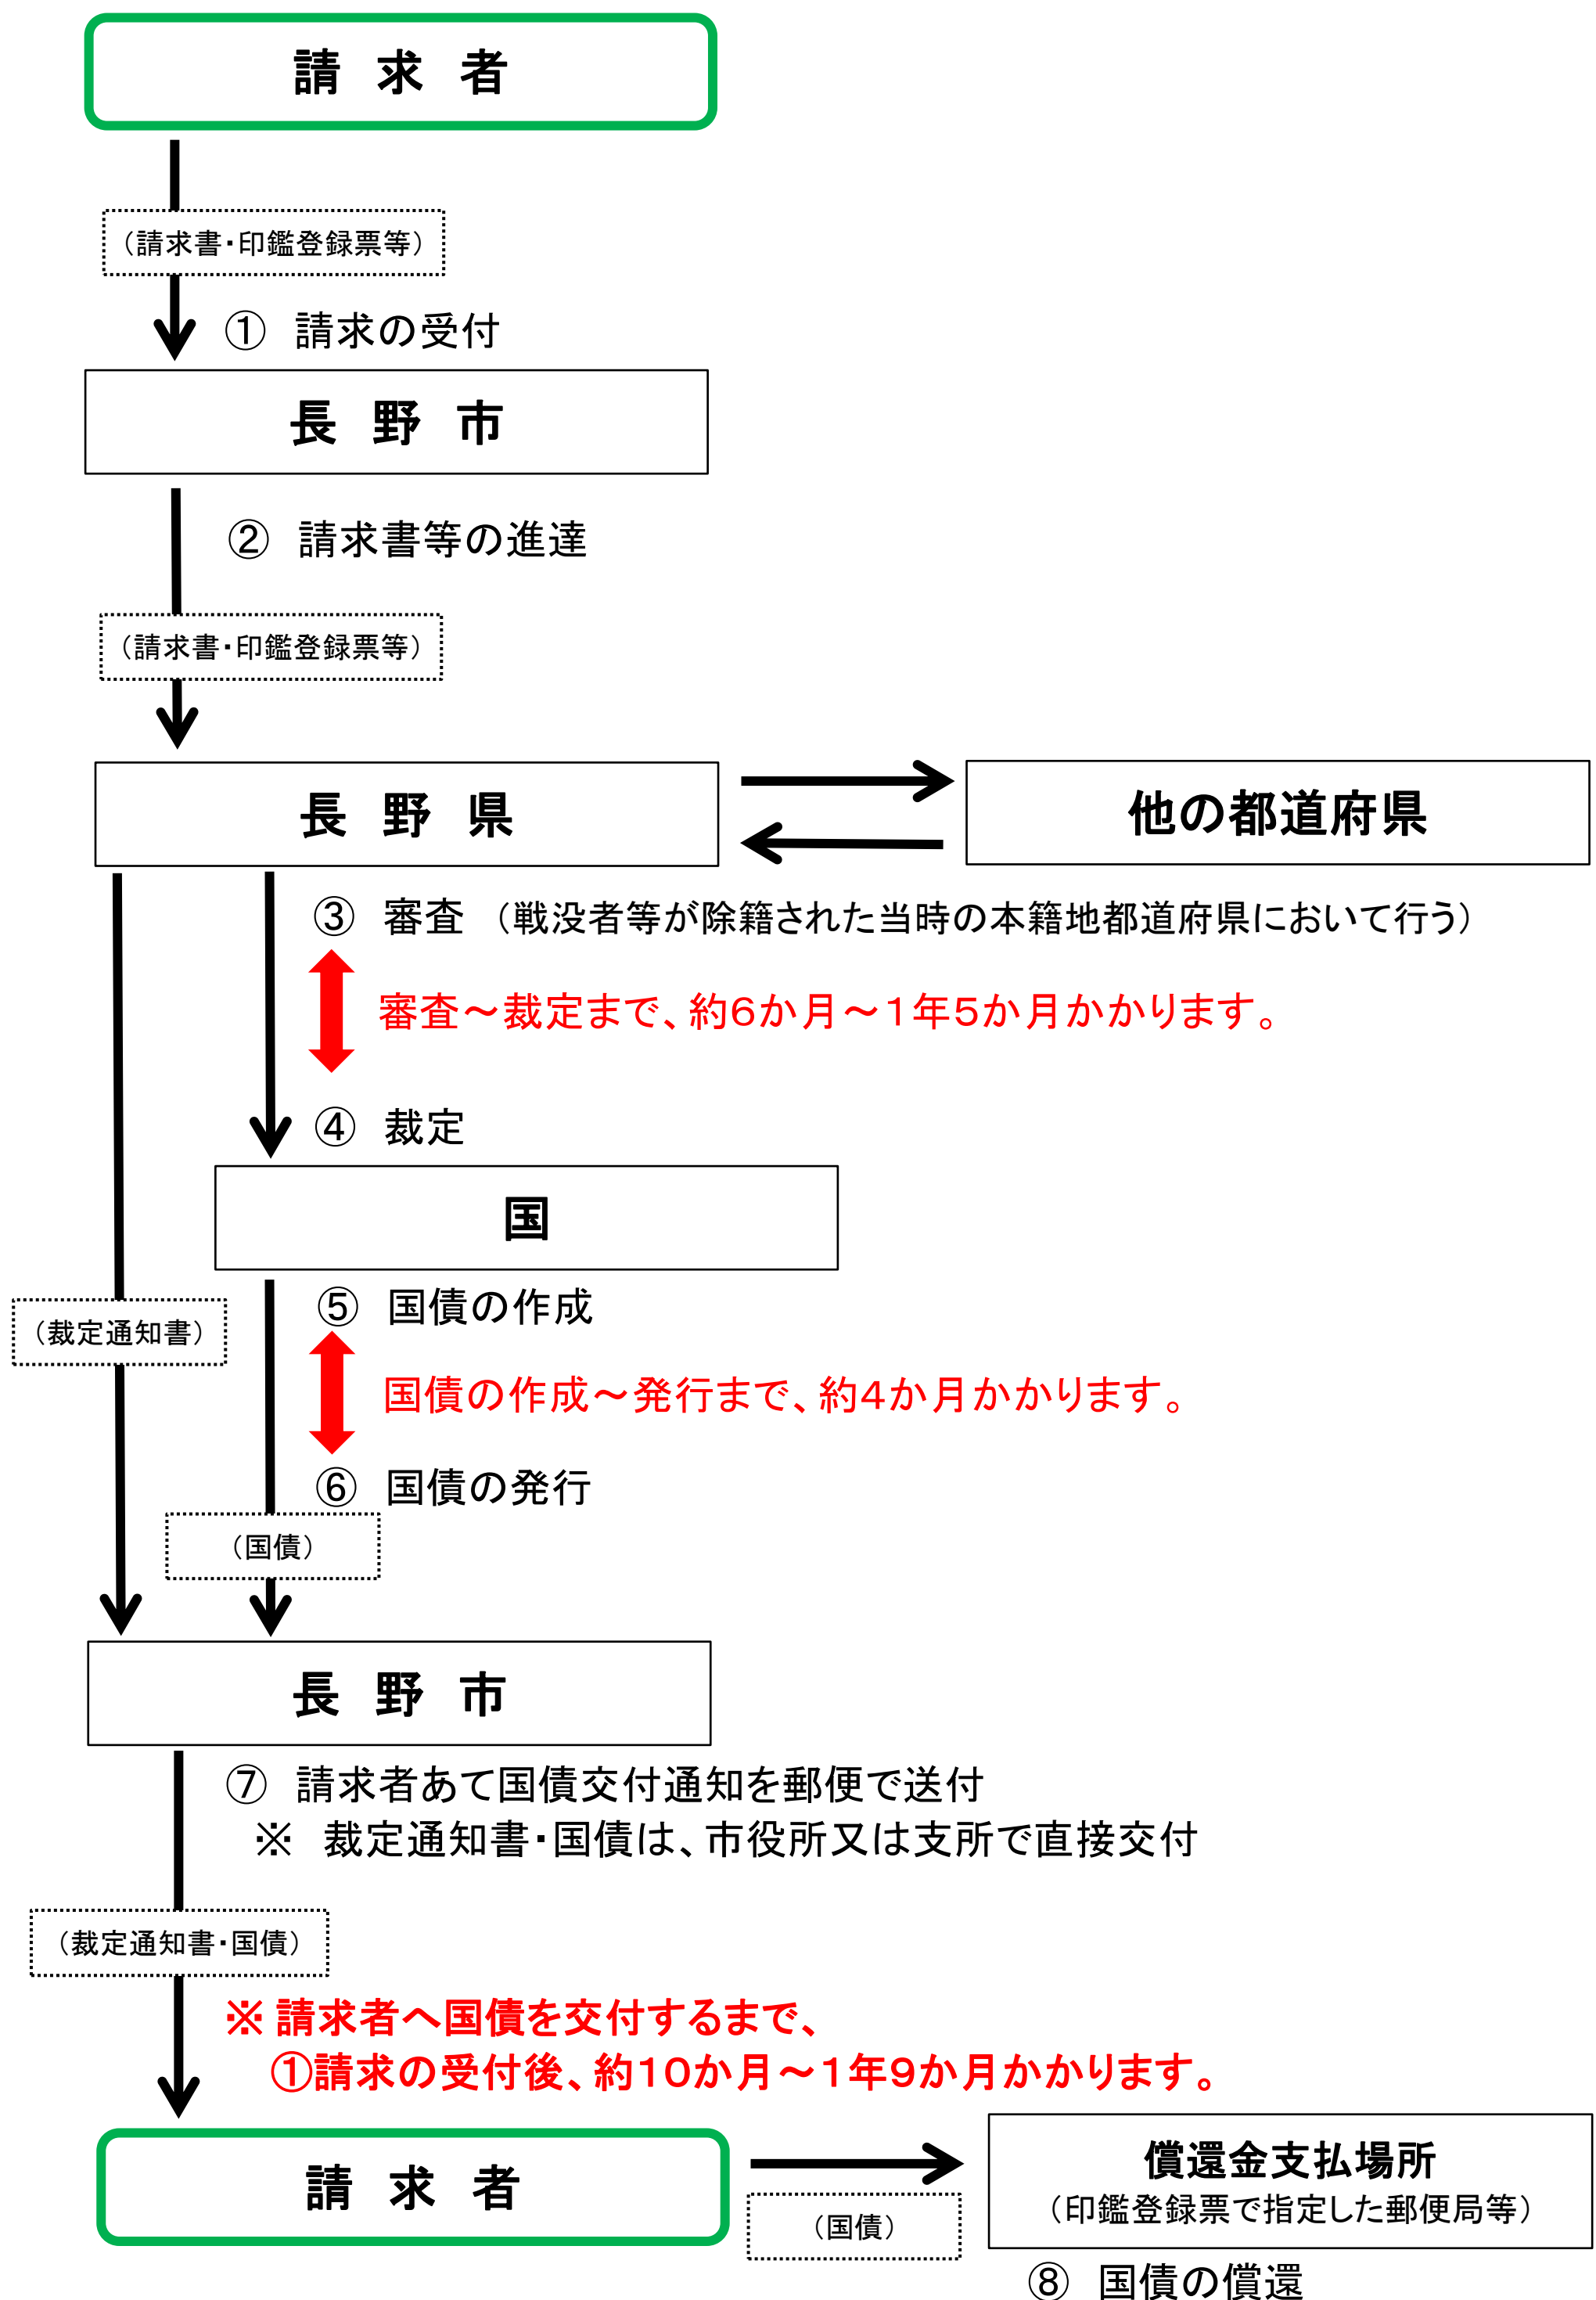 請　求　者
（請求書・印鑑登録票等）
①　請求の受付
長　野　市
②　請求書等の進達
（請求書・印鑑登録票等）
長　野　県
他の都道府県
③　審査　（戦没者等が除籍された当時の本籍地都道府県において行う）
審査～裁定まで、約６か月～１年５か月かかります。
④　裁定
国
⑤　国債の作成
（裁定通知書）
国債の作成～発行まで、約４か月かかります。
⑥　国債の発行
（国債）
長　野　市
⑦　請求者あて国債交付通知を郵便で送付
※　裁定通知書・国債は、市役所又は支所で直接交付
（裁定通知書・国債）
※ 請求者へ国債を交付するまで、
①請求の受付後、約１０か月～１年９か月かかります。
請　求　者
償還金支払場所
（印鑑登録票で指定した郵便局等）
（国債）
⑧　国債の償還